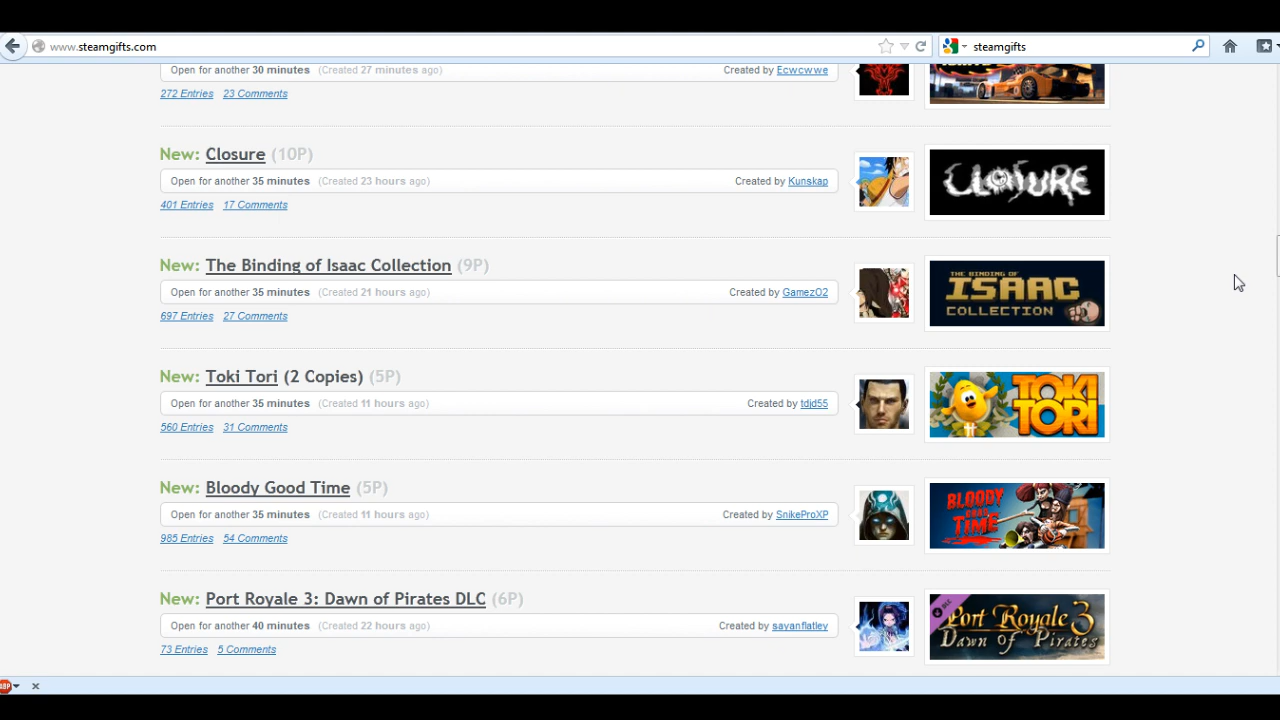 www.steamgifts.com
steamgifts
Open for another 30 minutes (Created 27 minutes ago) Created by Ecwcwwe
272 Entries 23 Comments
New: Closure (10P)
Open for another 35 minutes (Created 23 hours ago) Created by Kunskap
401 Entries 17 Comments
CLOSURE
New: The Binding of Isaac Collection (9P)
Open for another 35 minutes (Created 21 hours ago) Created by GamezO2
697 Entries 27 Comments
THE BINDING OF
ISAAC
COLLECTION
New: Toki Tori (2 Copies) (5P)
Open for another 35 minutes (Created 11 hours ago) Created by tdjd55
560 Entries 31 Comments
TOKI
TORI
New: Bloody Good Time (5P)
Open for another 35 minutes (Created 11 hours ago) Created by SnikeProXP
985 Entries 54 Comments
BLOODY
GOOD
TIME
New: Port Royale 3: Dawn of Pirates DLC (6P)
Open for another 40 minutes (Created 22 hours ago) Created by savanflatley
73 Entries 5 Comments
DLC
Port Royale 3
Dawn of Pirates
ABP